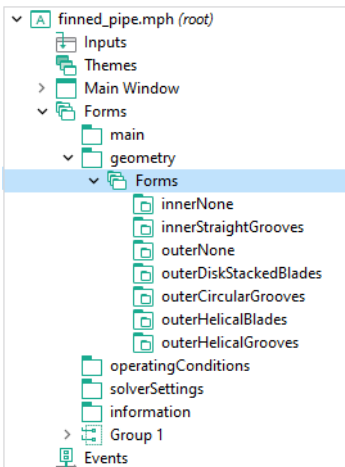 finned_pipe.mph (root)
Inputs
Themes
Main Window
Forms
main
geometry
Forms
innerNone
innerStraightGrooves
outerNone
outerDiskStackedBlades
outerCircularGrooves
outerHelicalBlades
outerHelicalGrooves
operatingConditions
solverSettings
information
Group 1
Events